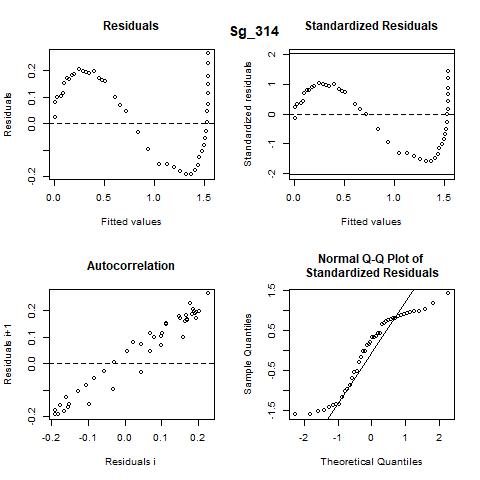 Sg_314
Residuals
Residuals
-0.2 0.0 0.1 0.2
0.0 0.5 1.0 1.5
Fitted values
Standardized Residuals
Standardized residuals
-2 -1 0 1 2
0.0 0.5 1.0 1.5
Fitted values
Autocorrelation
Residuals i+1
-0.2 0.0 0.1 0.2
-0.2 -0.1 0.0 0.1 0.2
Residuals i
Normal Q-Q Plot of
Standardized Residuals
Sample Quantiles
-1.5 -0.5 0.5 1.5
-2 -1 0 1 2
Theoretical Quantiles